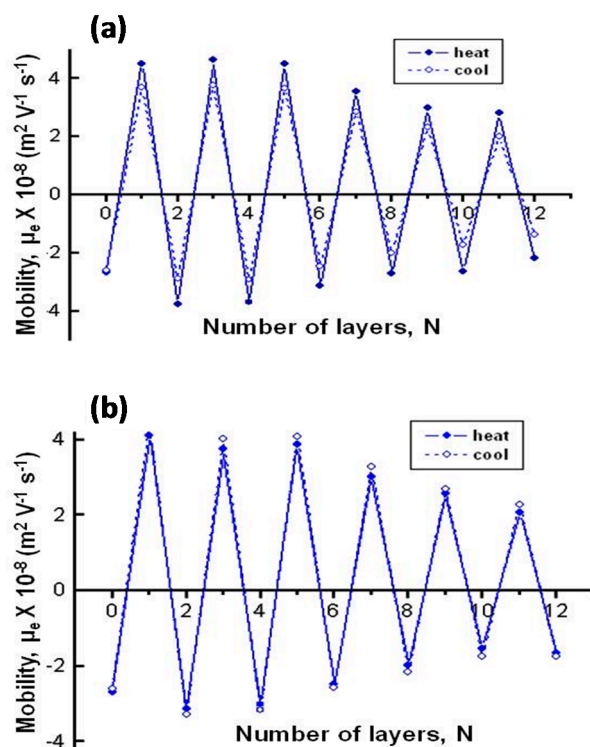 (a)
heat
cool
4
2
0
-2
-4
0 2 4 6 8 10 12
Mobility, μe X 10-8 (m2 V-1 s-1)
Number of layers, N
(b)
heat
cool
4
2
0
-2
-4
0 2 4 6 8 10 12
Mobility, μe X 10-8 (m2 V-1 s-1)
Number of layers, N